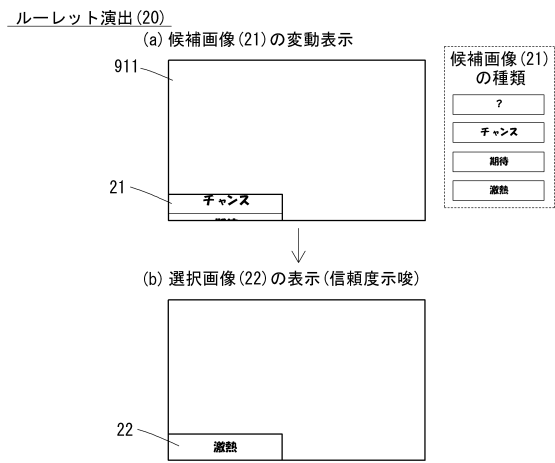 ルーレット演出(20)
(a) 候補画像(21)の変動表示
911
候補画像(21)
の種類
?
チャンス
期待
激熱
21
チャンス
(b) 選択画像(22)の表示(信頼度示唆)
22
激熱